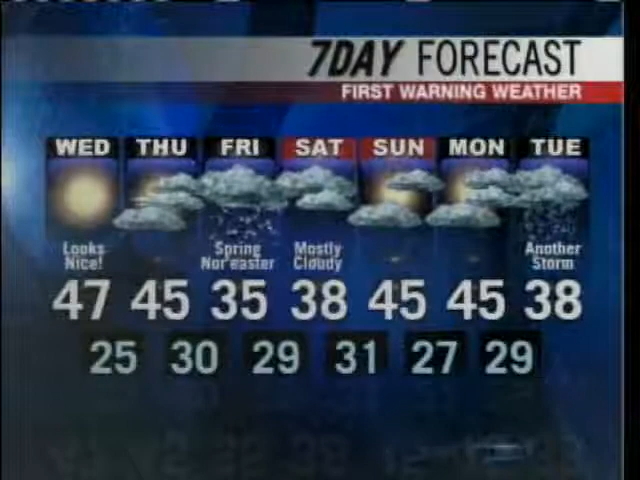 7DAY FORECAST
FIRST WARNING WEATHER
WED THU FRI SAT SUN MON TUE
Looks Nice!
Spring Nor'easter
Mostly Cloudy
Another Storm
47 45 35 38 45 45 38
25 30 29 31 27 29